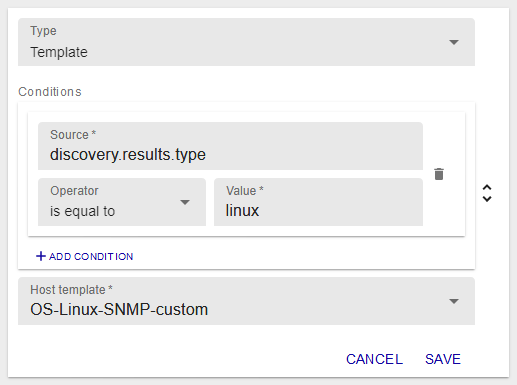 Type
Template
Conditions
Source *
discovery.results.type
Operator
is equal to
Value *
linux
+ ADD CONDITION
Host template *
OS-Linux-SNMP-custom
CANCEL SAVE